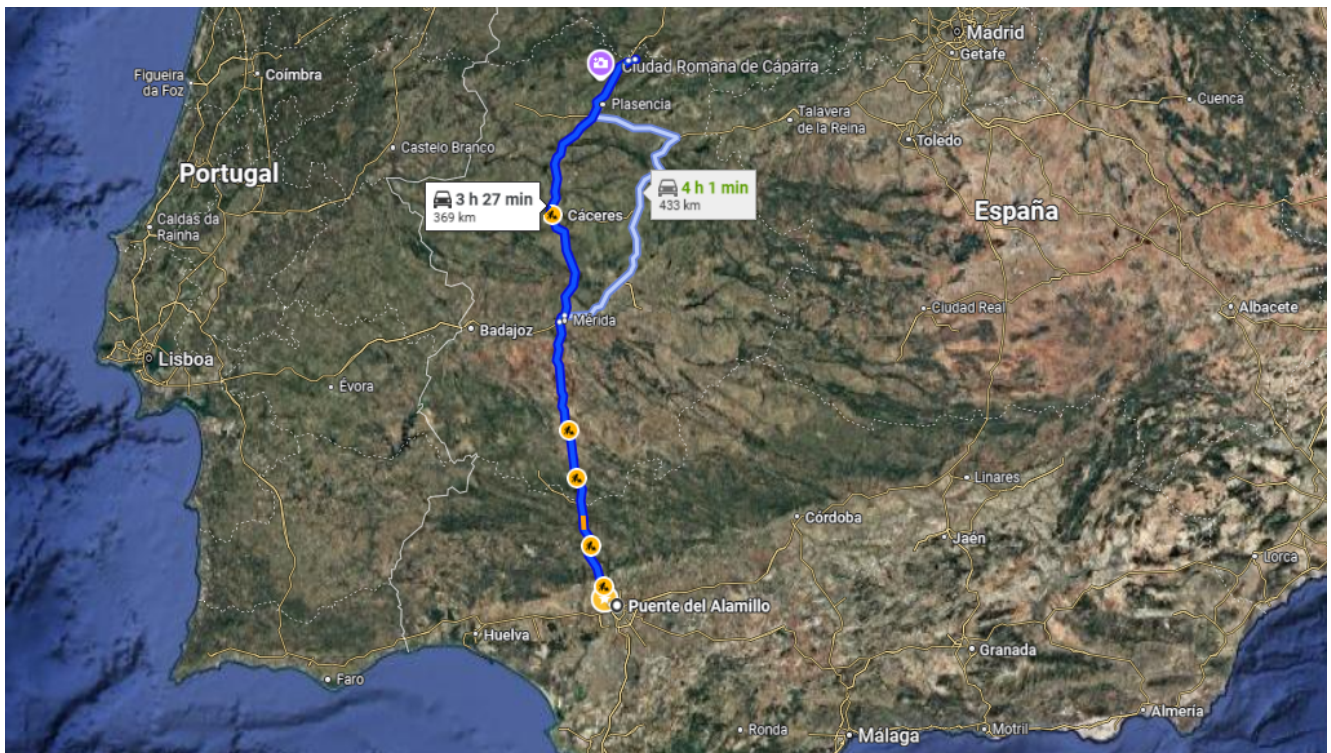 Madrid
Getafe
Ciudad Romana de Cáparra
Coimbra
Figueira
da Foz
Plasencia
Cuenca
Talavera
de la Reina
Toledo
Castelo Branco
Portugal
3 h 27 min
369 km
4 h 1 min
433 km
Cáceres
España
Caldas da
Rainha
Albacete
Ciudad Real
Mérida
Badajoz
Lisboa
Évora
Linares
Córdoba
Jaén
Lorca
Puente del Alamillo
Huelva
Granada
Faro
Almería
Ronda
Málaga
Motril